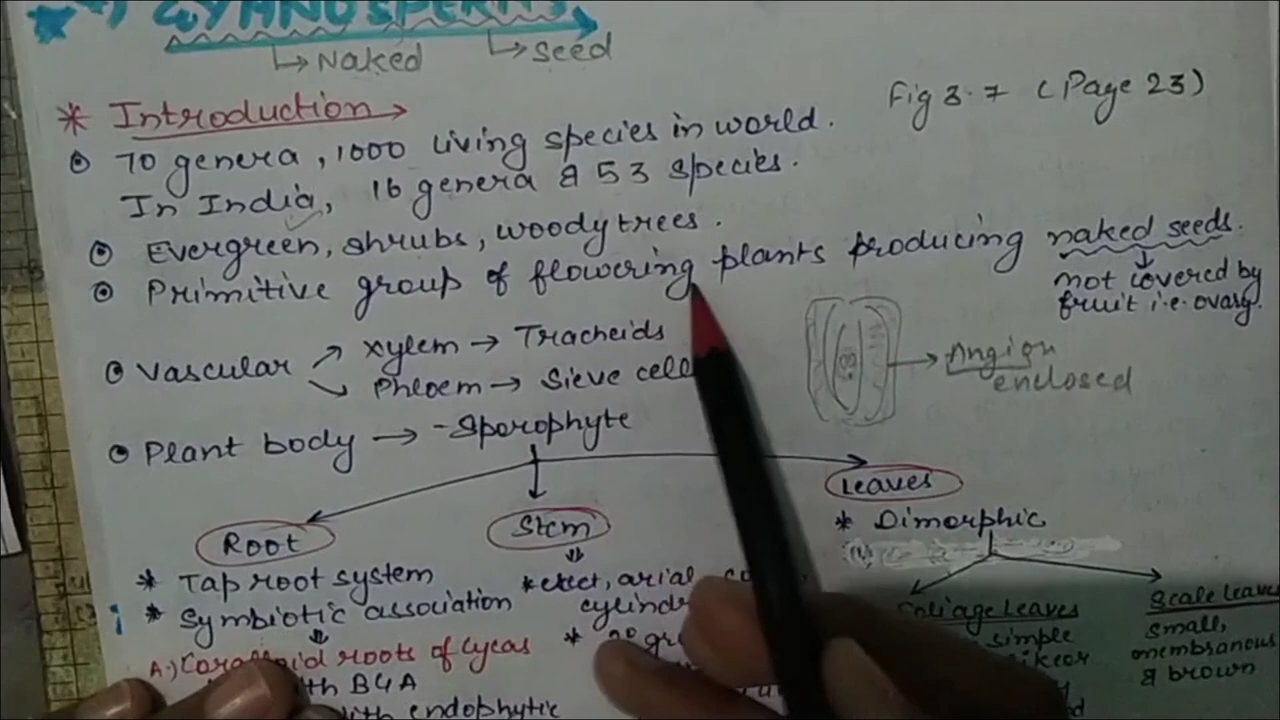 GYMNOSPERMS
↳ Naked ↳ Seed
* Introduction → Fig 3.7 (Page 23)
70 genera, 1000 living species in world.
In India, 16 genera & 53 species.
Evergreen, shrubs, woody trees.
Primitive group of flowering plants producing naked seeds.
not covered by
fruit i.e. ovary.
Vascular
xylem → Tracheids
Phloem → Sieve cell
→ Angion
enclosed
Plant body → Sporophyte
Root
Stem
Leaves
* Tap root system
* Symbiotic association
A.) Coralloid roots of Cycas
with BGA
with endophytic
* erect, arial
* Dimorphic
Foliage leaves
simple
Scale leaves
small,
membranous
& brown